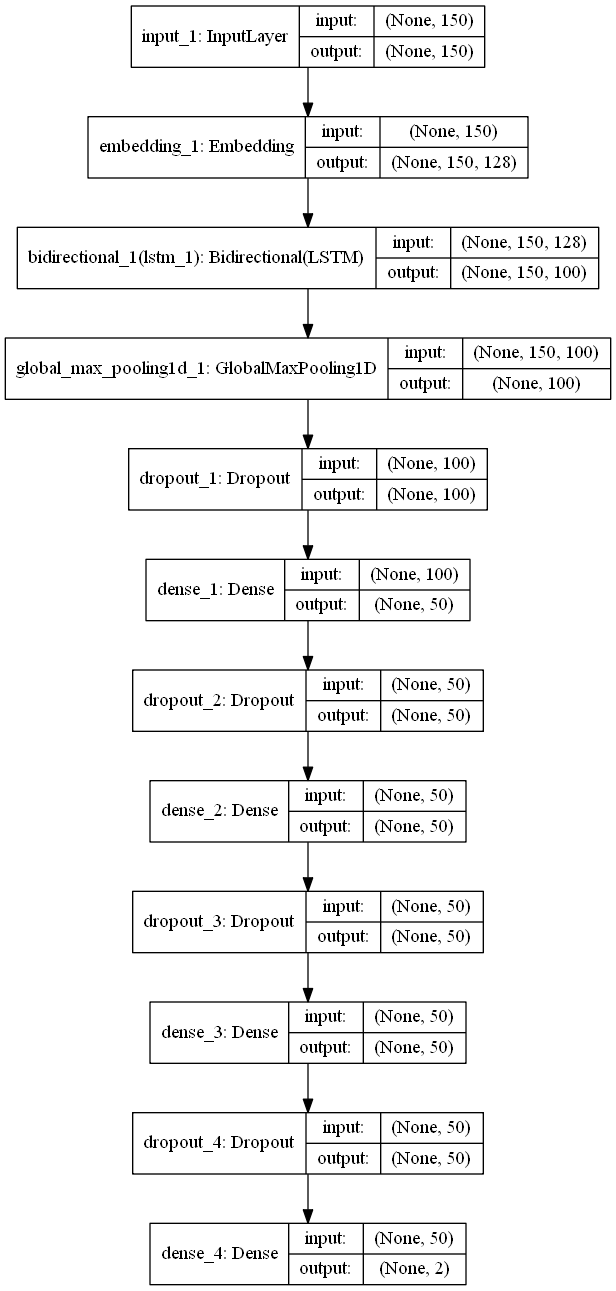 input_1: InputLayer
input: (None, 150)
output: (None, 150)
embedding_1: Embedding
input: (None, 150)
output: (None, 150, 128)
bidirectional_1(lstm_1): Bidirectional(LSTM)
input: (None, 150, 128)
output: (None, 150, 100)
global_max_pooling1d_1: GlobalMaxPooling1D
input: (None, 150, 100)
output: (None, 100)
dropout_1: Dropout
input: (None, 100)
output: (None, 100)
dense_1: Dense
input: (None, 100)
output: (None, 50)
dropout_2: Dropout
input: (None, 50)
output: (None, 50)
dense_2: Dense
input: (None, 50)
output: (None, 50)
dropout_3: Dropout
input: (None, 50)
output: (None, 50)
dense_3: Dense
input: (None, 50)
output: (None, 50)
dropout_4: Dropout
input: (None, 50)
output: (None, 50)
dense_4: Dense
input: (None, 50)
output: (None, 2)